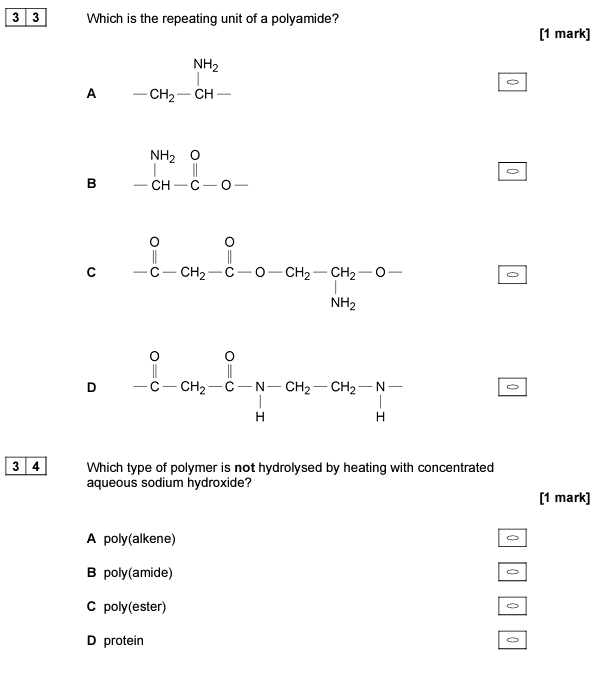 3 3 Which is the repeating unit of a polyamide?
[1 mark]
NH2
A — CH2 — CH —
NH2 O
B — CH — C — O —
O O
C — C — CH2 — C — O — CH2 — CH2 — O —
NH2
O O
D — C — CH2 — C — N — CH2 — CH2 — N —
H H
3 4 Which type of polymer is not hydrolysed by heating with concentrated
aqueous sodium hydroxide?
[1 mark]
A poly(alkene)
B poly(amide)
C poly(ester)
D protein